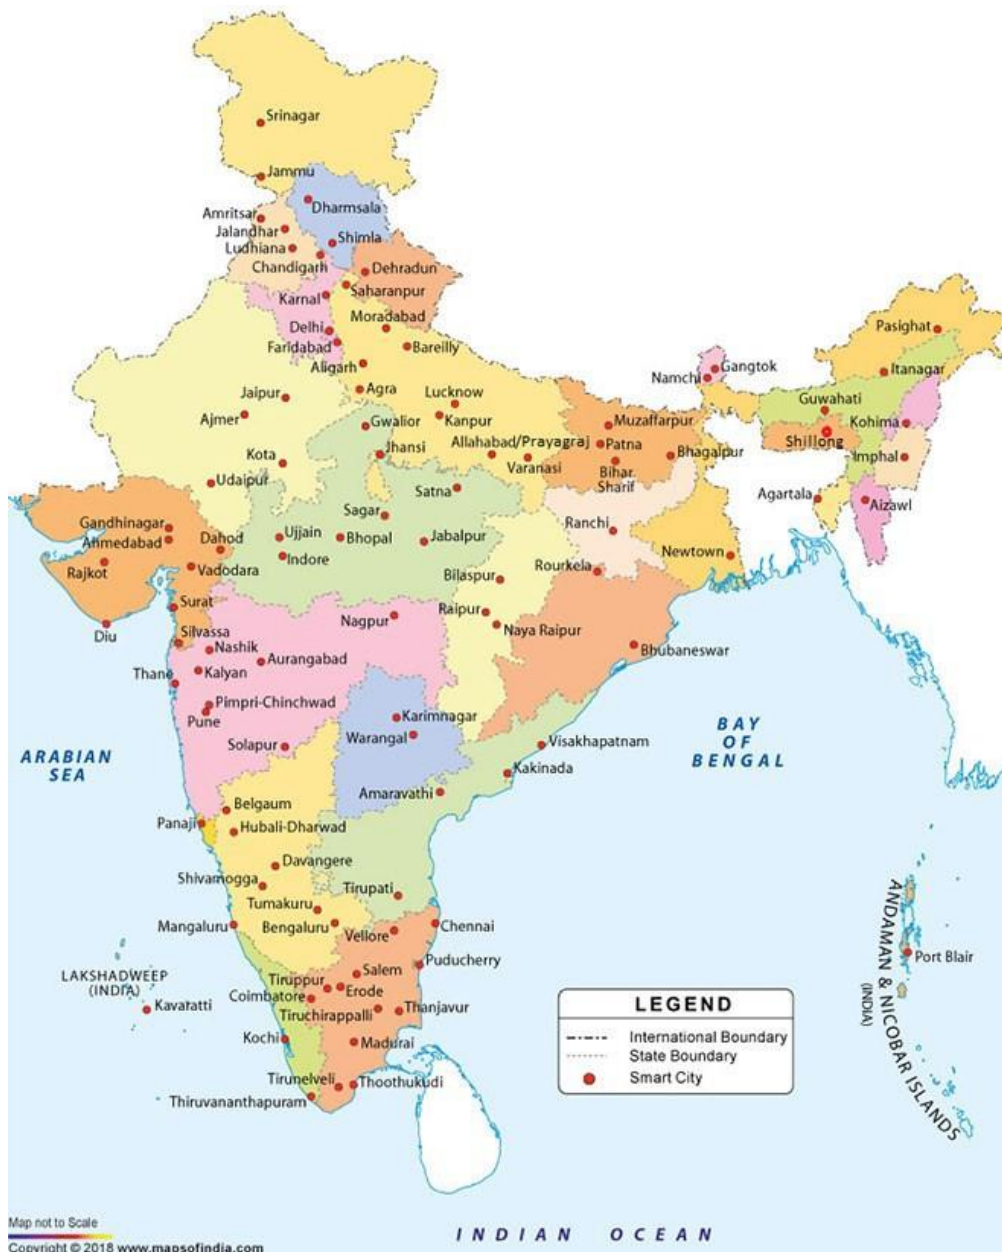 Srinagar
Jammu
Dharmsala
Amritsar
Jalandhar
Shimla
Ludhiana
Chandigarh
Dehradun
Saharanpur
Karnal
Moradabad
Delhi
Faridabad
Bareilly
Aligarh
Agra
Lucknow
Jaipur
Ajmer
Kanpur
Gwalior
Jhansi
Allahabad/Prayagraj
Varanasi
Kota
Udaipur
Satna
Sagar
Muzaffarpur
Patna
Bhagalpur
Bihar
Sharif
Namchi
Gangtok
Pasighat
Itanagar
Guwahati
Kohima
Shillong
Imphal
Agartala
Aizawl
Gandhinagar
Ahmedabad
Dahod
Rajkot
Vadodara
Ujjain
Indore
Bhopal
Jabalpur
Ranchi
Newtown
Rourkela
Bilaspur
Raipur
Naya Raipur
Bhubaneswar
Surat
Diu
Silvassa
Nashik
Nagpur
Aurangabad
Thane
Kalyan
Pimpri-Chinchwad
Pune
Solapur
Karimnagar
Warangal
Visakhapatnam
Kakinada
Amaravathi
ARABIAN
SEA
BAY
OF
BENGAL
Belgaum
Panaji
Hubali-Dharwad
Davangere
Shivamogga
Tirupati
Tumakuru
Mangaluru
Bengaluru
Chennai
Vellore
Puducherry
LAKSHADWEEP
(INDIA)
Kavaratti
Salem
Tiruppur
Coimbatore
Erode
Tiruchirappalli
Thanjavur
Kochi
Madurai
Tirunelveli
Thoothukudi
Thiruvananthapuram
ANDAMAN & NICOBAR ISLANDS
(INDIA)
Port Blair
LEGEND
International Boundary
State Boundary
Smart City
INDIAN OCEAN
Map not to Scale
Copyright © 2018 www.mapsofindia.com